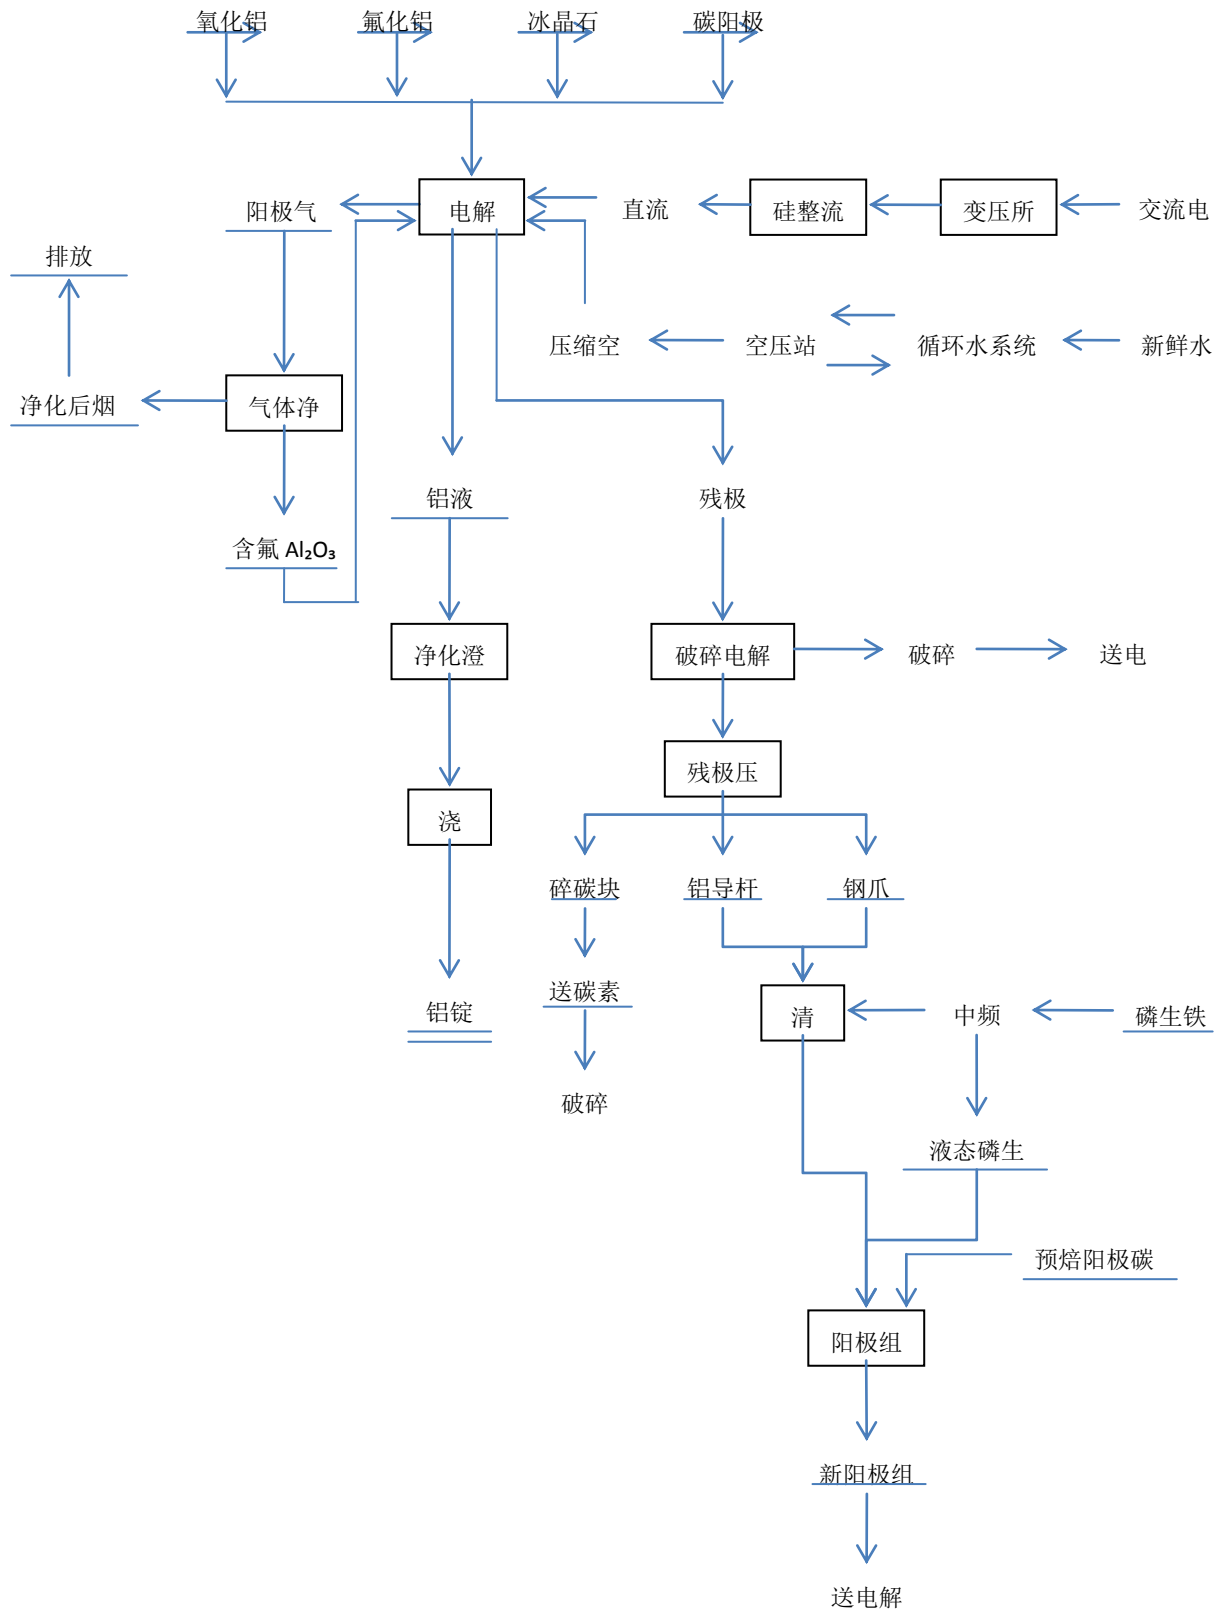 氧化铝
氟化铝
冰晶石
碳阳极
阳极气
电解
直流
硅整流
变压所
交流电
排放
压缩空
空压站
循环水系统
新鲜水
净化后烟
气体净
铝液
残极
含氟 Al₂O₃
净化澄
破碎电解
破碎
送电
残极压
浇
碎碳块
铝导杆
钢爪
送碳素
铝锭
清
中频
磷生铁
破碎
液态磷生
预焙阳极碳
阳极组
新阳极组
送电解